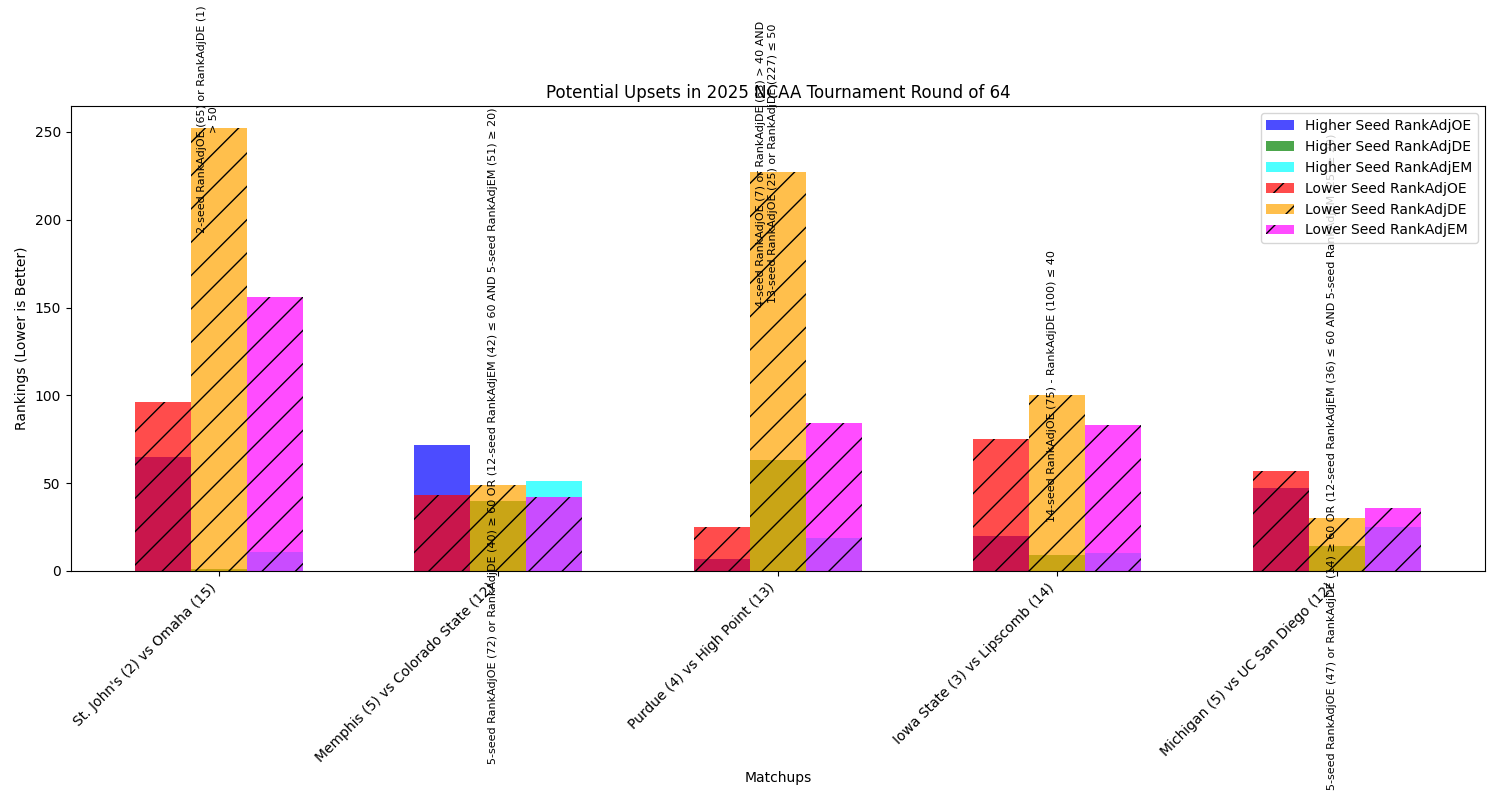 Potential Upsets in 2025 NCAA Tournament Round of 64
Rankings (Lower is Better)
250
200
150
100
50
0
2-seed RankAdjOE (65) or RankAdjDE (1)
> 50
5-seed RankAdjOE (72) or RankAdjDE (40) ≥ 60 OR (12-seed RankAdjEM (42) ≤ 60 AND 5-seed RankAdjEM (51) ≥ 20)
4-seed RankAdjOE (7) or RankAdjDE > 40 AND
13-seed RankAdjOE (25) or RankAdjDE (227) ≤ 50
14-seed RankAdjOE (75) - RankAdjDE (100) ≤ 40
5-seed RankAdjOE (47) or RankAdjDE (14) ≥ 60 OR (12-seed RankAdjEM (36) ≤ 60 AND 5-seed
Higher Seed RankAdjOE
Higher Seed RankAdjDE
Higher Seed RankAdjEM
Lower Seed RankAdjOE
Lower Seed RankAdjDE
Lower Seed RankAdjEM
St. John's (2) vs Omaha (15)
Memphis (5) vs Colorado State (12)
Purdue (4) vs High Point (13)
Iowa State (3) vs Lipscomb (14)
Michigan (5) vs UC San Diego (12)
Matchups